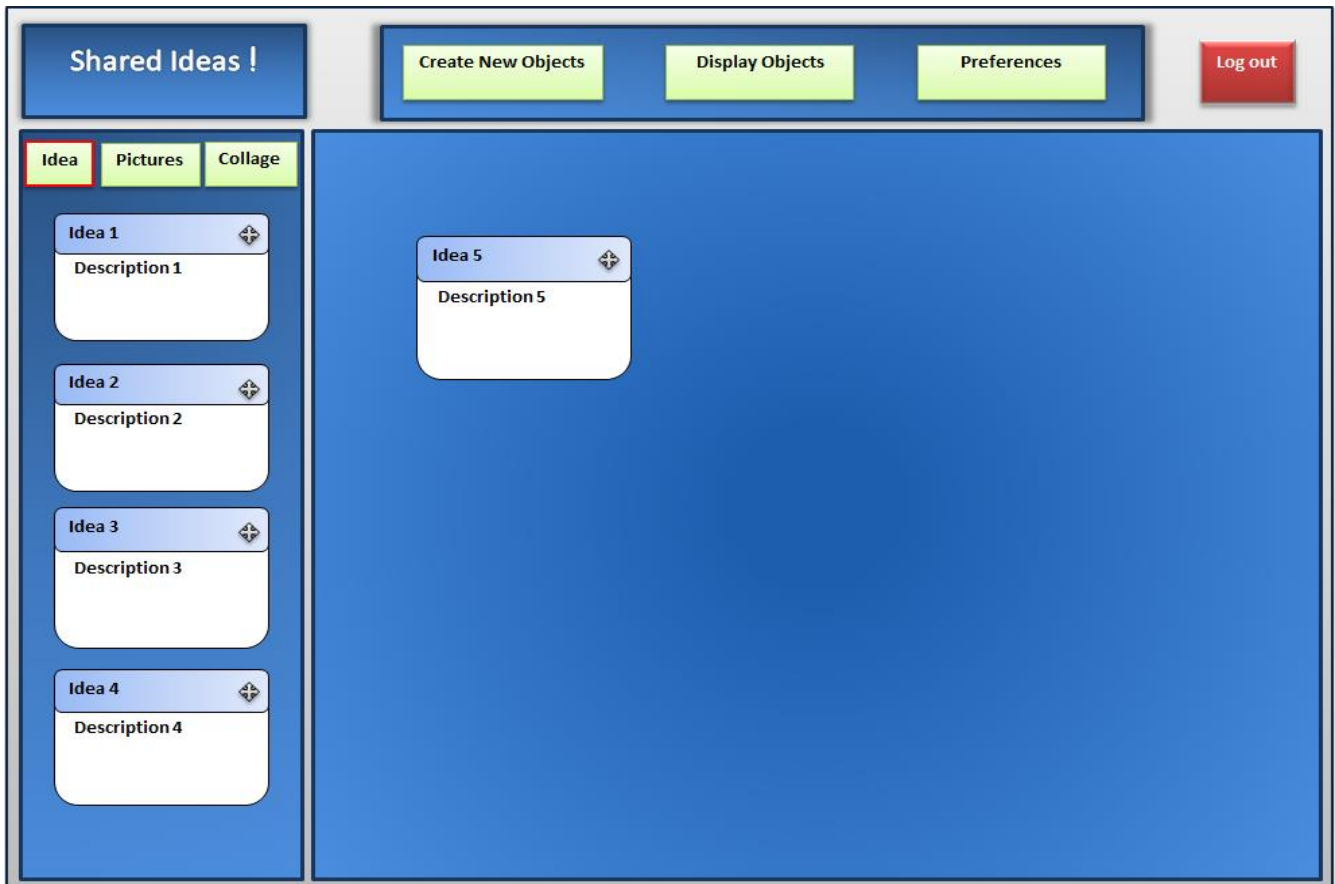 Shared Ideas !
Create New Objects
Display Objects
Preferences
Log out
Idea
Pictures
Collage
Idea 1
Description 1
Idea 2
Description 2
Idea 3
Description 3
Idea 4
Description 4
Idea 5
Description 5